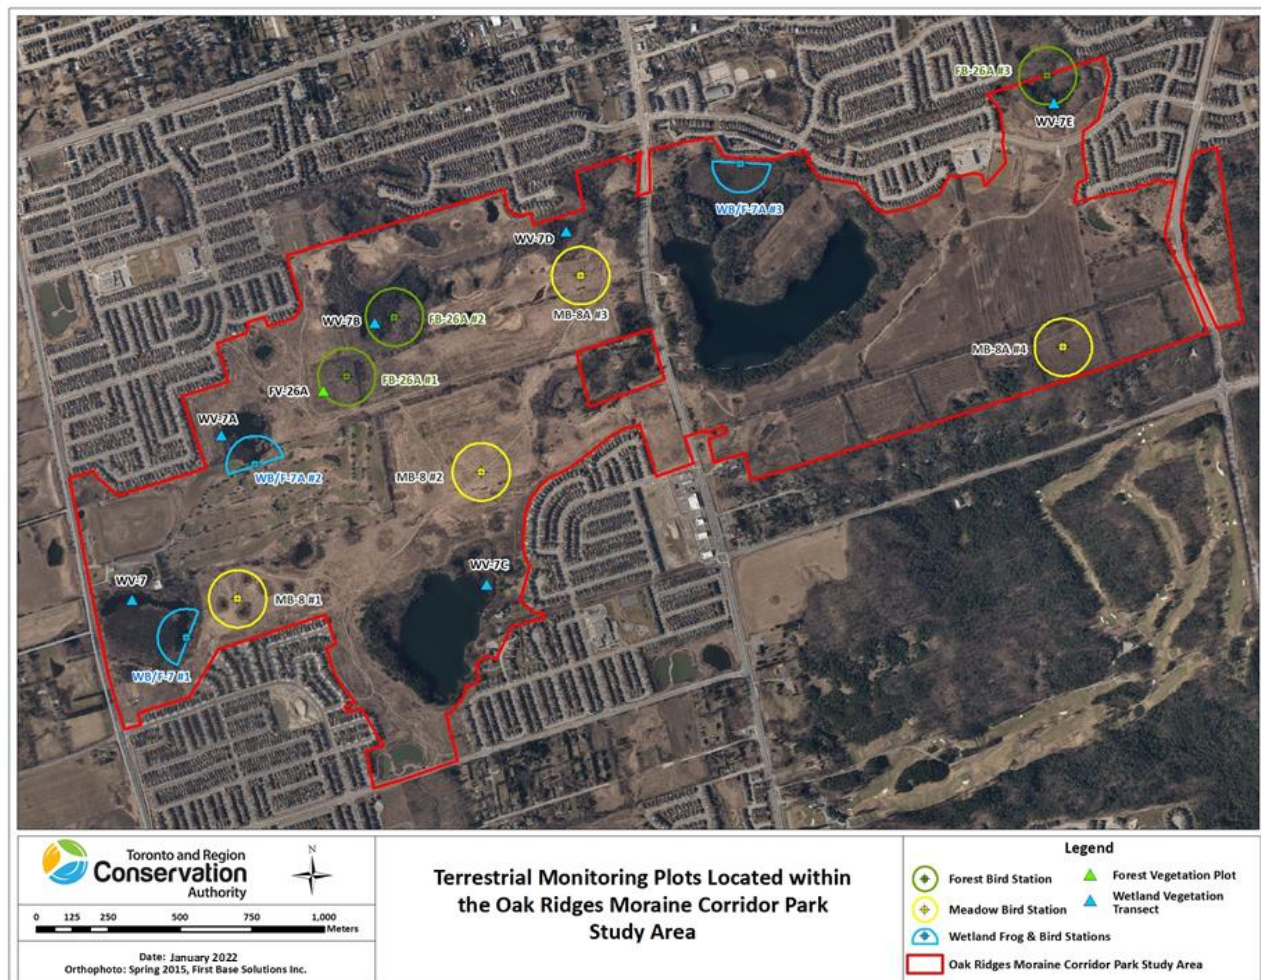 FB-26A #3
WV-7E
WB/F-7A #3
WV-7D
MB-8A #3
WV-7B
FB-26A #2
MB-8A #4
FV-26A
FB-26A #1
WV-7A
WB/F-7A #2
MB-8 #2
WV-7C
WV-7
MB-8 #1
WB/F-7 #1
Toronto and Region
Conservation
Authority
N
0 125 250 500 750 1,000
Meters
Date: January 2022
Orthophoto: Spring 2015, First Base Solutions Inc.
Terrestrial Monitoring Plots Located within
the Oak Ridges Moraine Corridor Park
Study Area
Legend
Forest Bird Station
Meadow Bird Station
Wetland Frog & Bird Stations
Oak Ridges Moraine Corridor Park Study Area
Forest Vegetation Plot
Wetland Vegetation
Transect